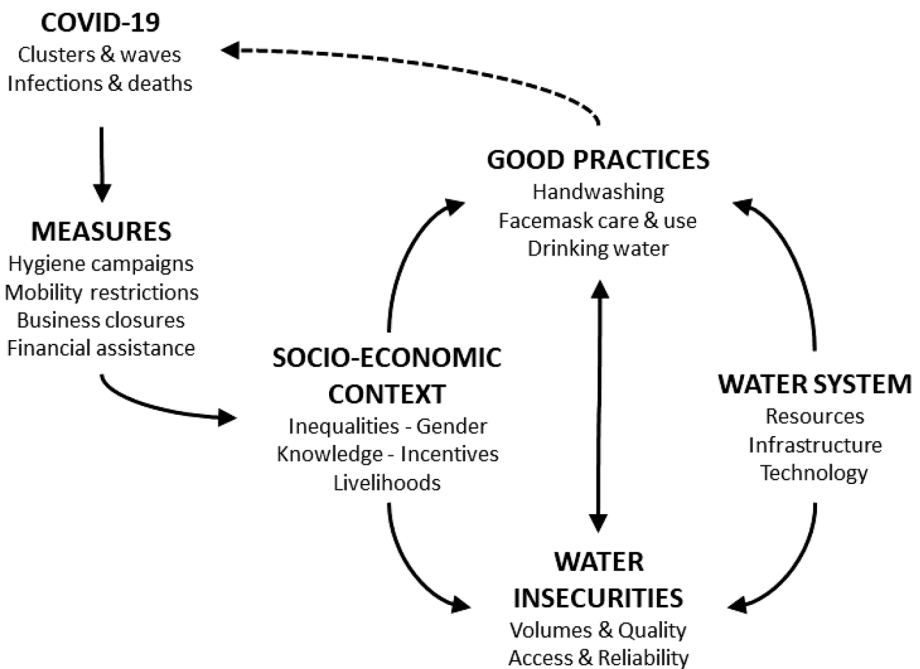 COVID-19
Clusters & waves
Infections & deaths
MEASURES
Hygiene campaigns
Mobility restrictions
Business closures
Financial assistance
SOCIO-ECONOMIC
CONTEXT
Inequalities - Gender
Knowledge - Incentives
Livelihoods
GOOD PRACTICES
Handwashing
Facemask care & use
Drinking water
WATER SYSTEM
Resources
Infrastructure
Technology
WATER
INSECURITIES
Volumes & Quality
Access & Reliability